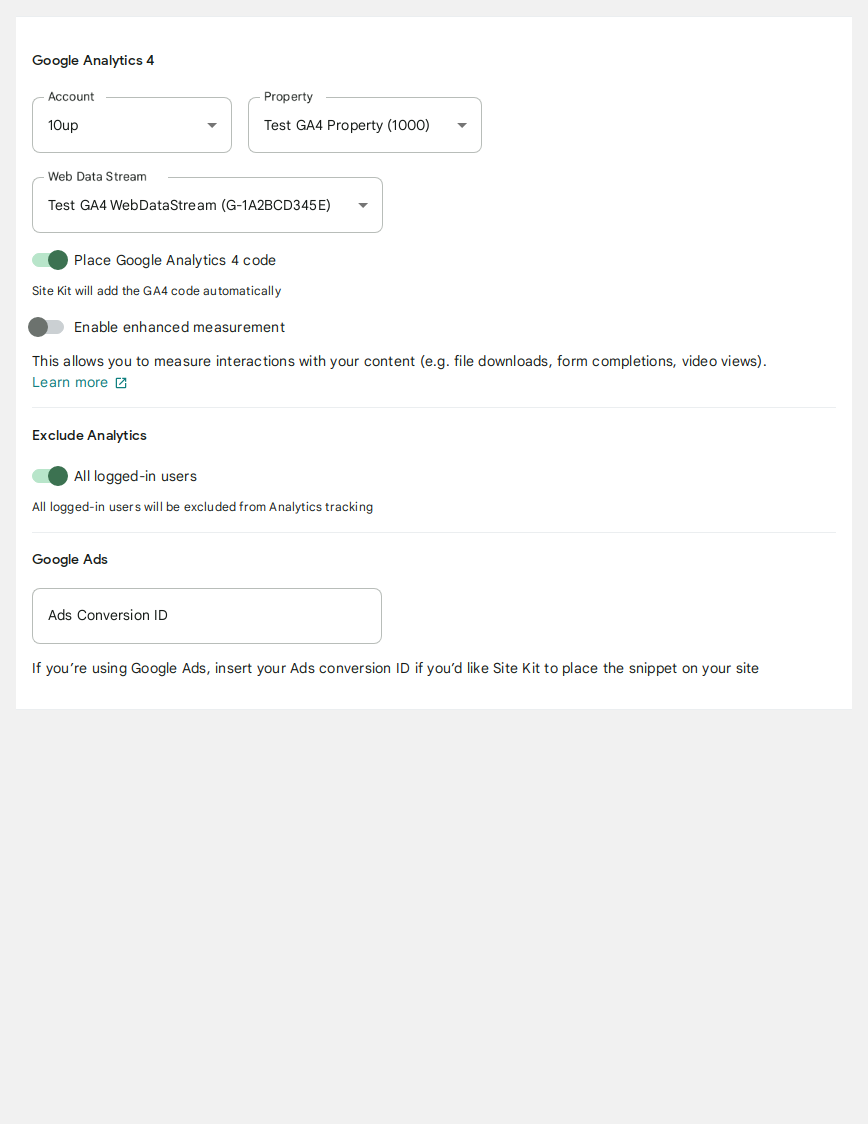 Google Analytics 4
Account
10up
Property
Test GA4 Property (1000)
Web Data Stream
Test GA4 WebDataStream (G-1A2BCD345E)
Place Google Analytics 4 code
Site Kit will add the GA4 code automatically
Enable enhanced measurement
This allows you to measure interactions with your content (e.g. file downloads, form completions, video views).
Learn more
Exclude Analytics
All logged-in users
All logged-in users will be excluded from Analytics tracking
Google Ads
Ads Conversion ID
If you’re using Google Ads, insert your Ads conversion ID if you’d like Site Kit to place the snippet on your site